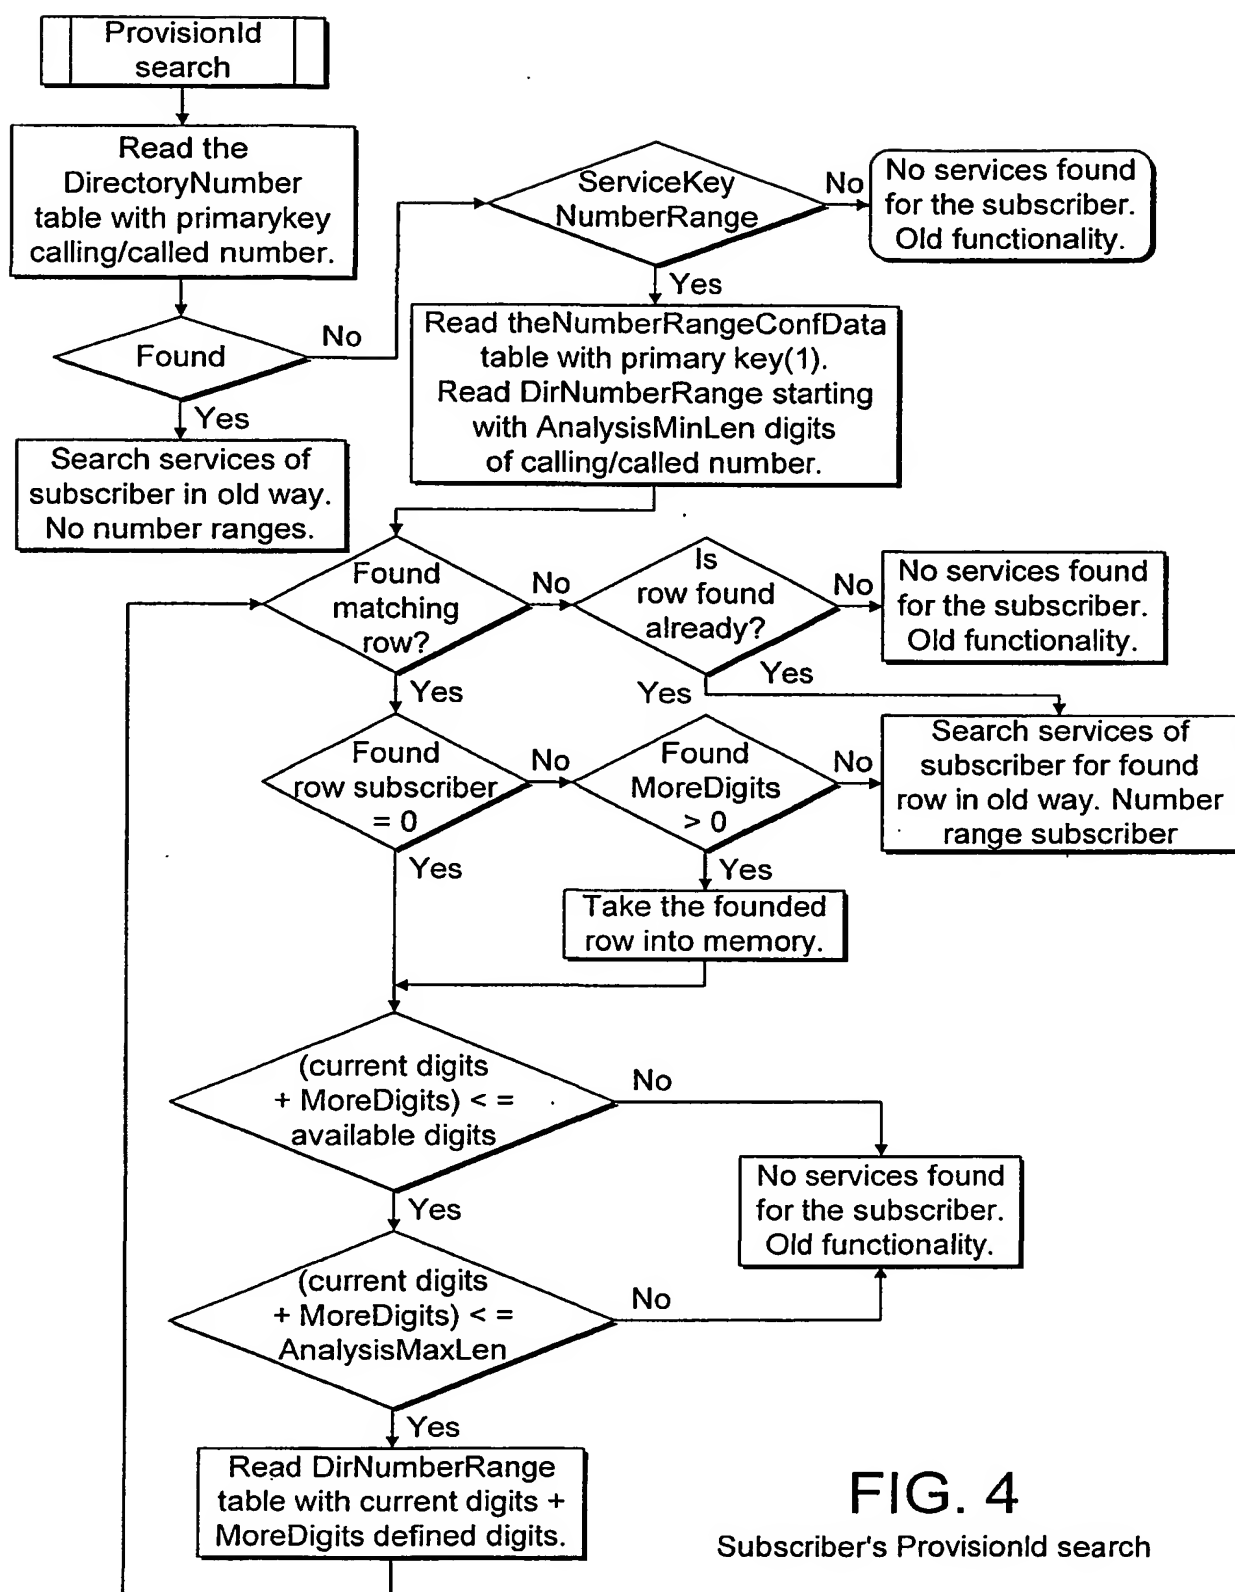 ProvisionId
search
Read the
DirectoryNumber
table with primarykey
calling/called number.
Found
No
Yes
Search services of
subscriber in old way.
No number ranges.
ServiceKey
NumberRange
No
No services found
for the subscriber.
Old functionality.
Yes
Read theNumberRangeConfData
table with primary key(1).
Read DirNumberRange starting
with AnalysisMinLen digits
of calling/called number.
Found
matching
row?
No
Is
row found
already?
No
No services found
for the subscriber.
Old functionality.
Yes
Yes
Yes
Found
row subscriber
= 0
No
Found
MoreDigits
> 0
No
Search services of
subscriber for found
row in old way. Number
range subscriber
Yes
Yes
Take the founded
row into memory.
(current digits
+ MoreDigits) < =
available digits
No
Yes
No services found
for the subscriber.
Old functionality.
(current digits
+ MoreDigits) < =
AnalysisMaxLen
No
Yes
Read DirNumberRange
table with current digits +
MoreDigits defined digits.
FIG. 4
Subscriber's ProvisionId search